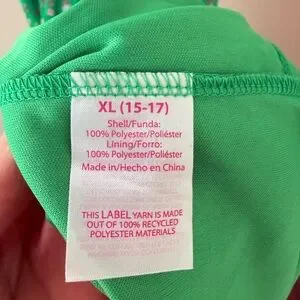 XL (15-17)
Shell/Funda:
100% Polyester/Poliéster
Lining/Forro:
100% Polyester/Poliéster
Made in/Hecho en China
THIS LABEL YARN IS MADE
OUT OF 100% RECYCLED
POLYESTER MATERIALS